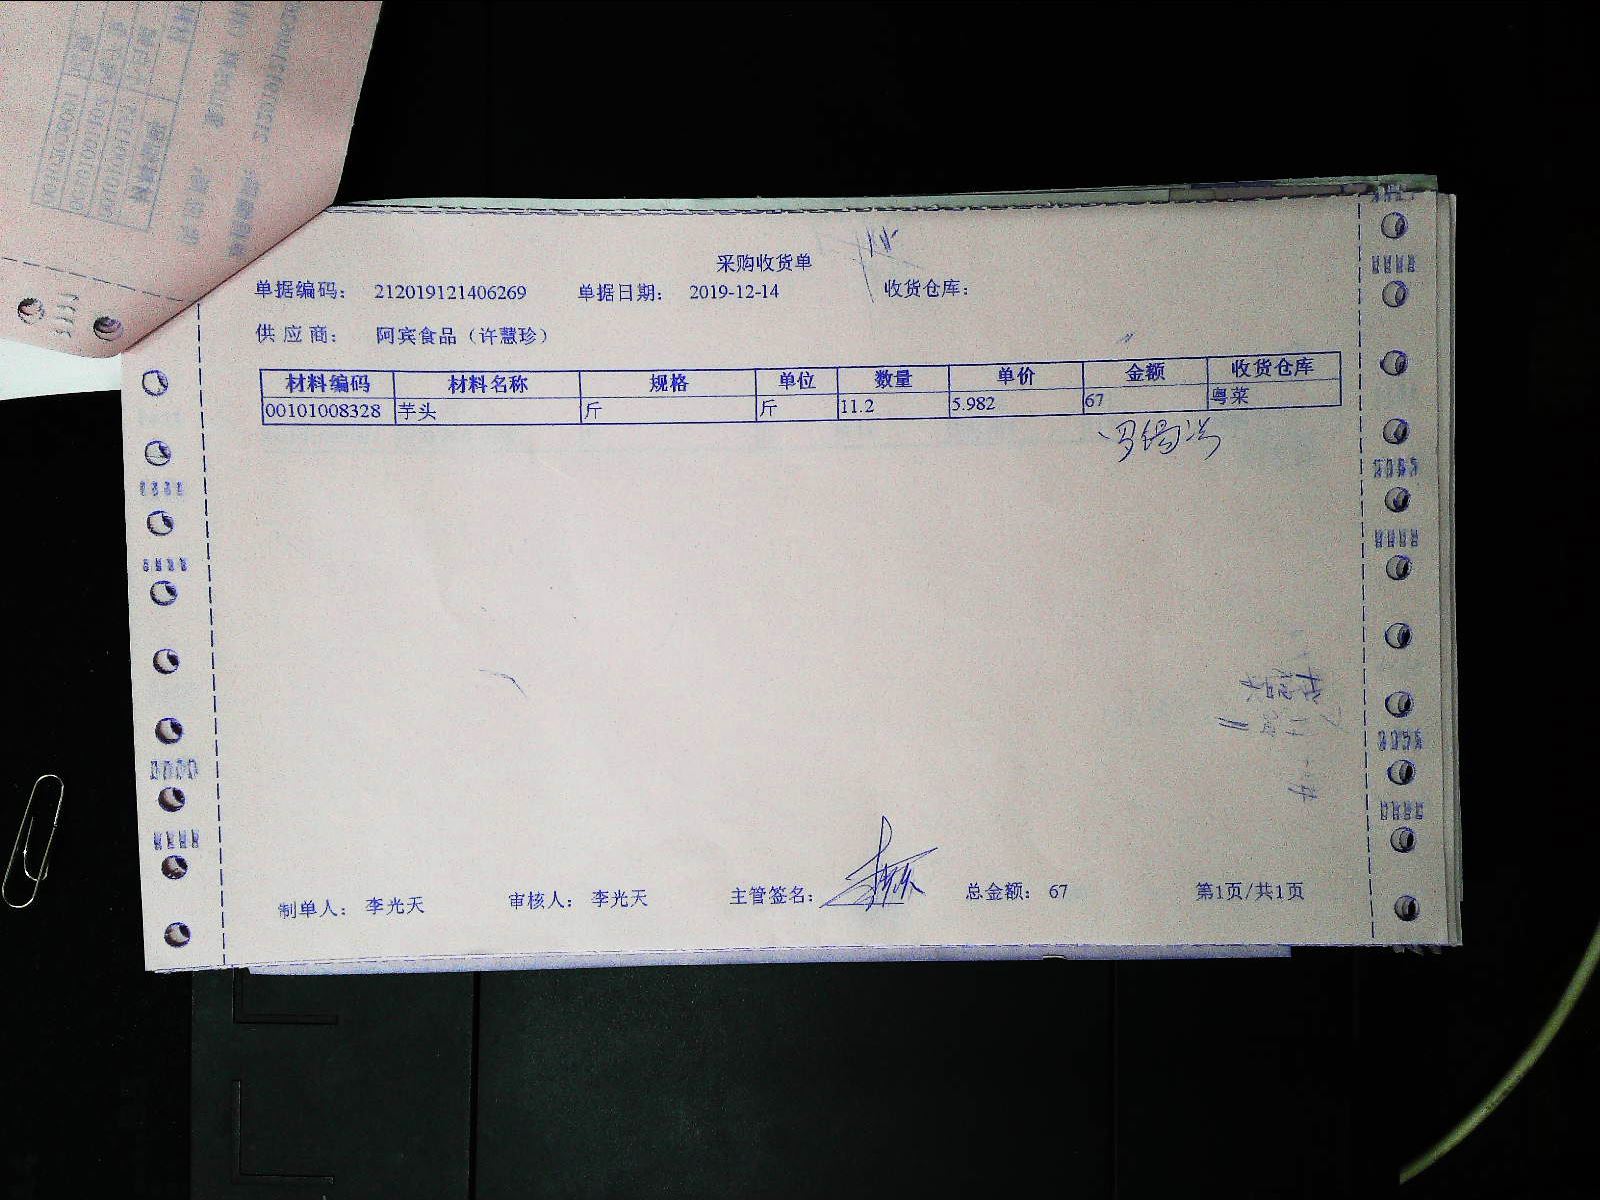 采购收货单
单据编码： 212019121406269 单据日期： 2019-12-14 收货仓库：
供应商： 阿宾食品（许慧珍）
材料编码 材料名称 规格 单位 数量 单价 金额 收货仓库
00101008328 芋头 斤 斤 11.2 5.982 67 粤菜
制单人： 李光天 审核人： 李光天 主管签名： 总金额： 67 第1页/共1页